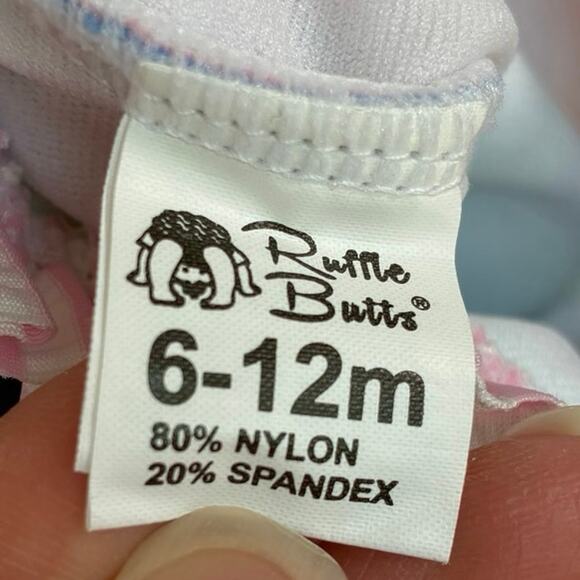 Ruffle
Butts®
6-12m
80% NYLON
20% SPANDEX